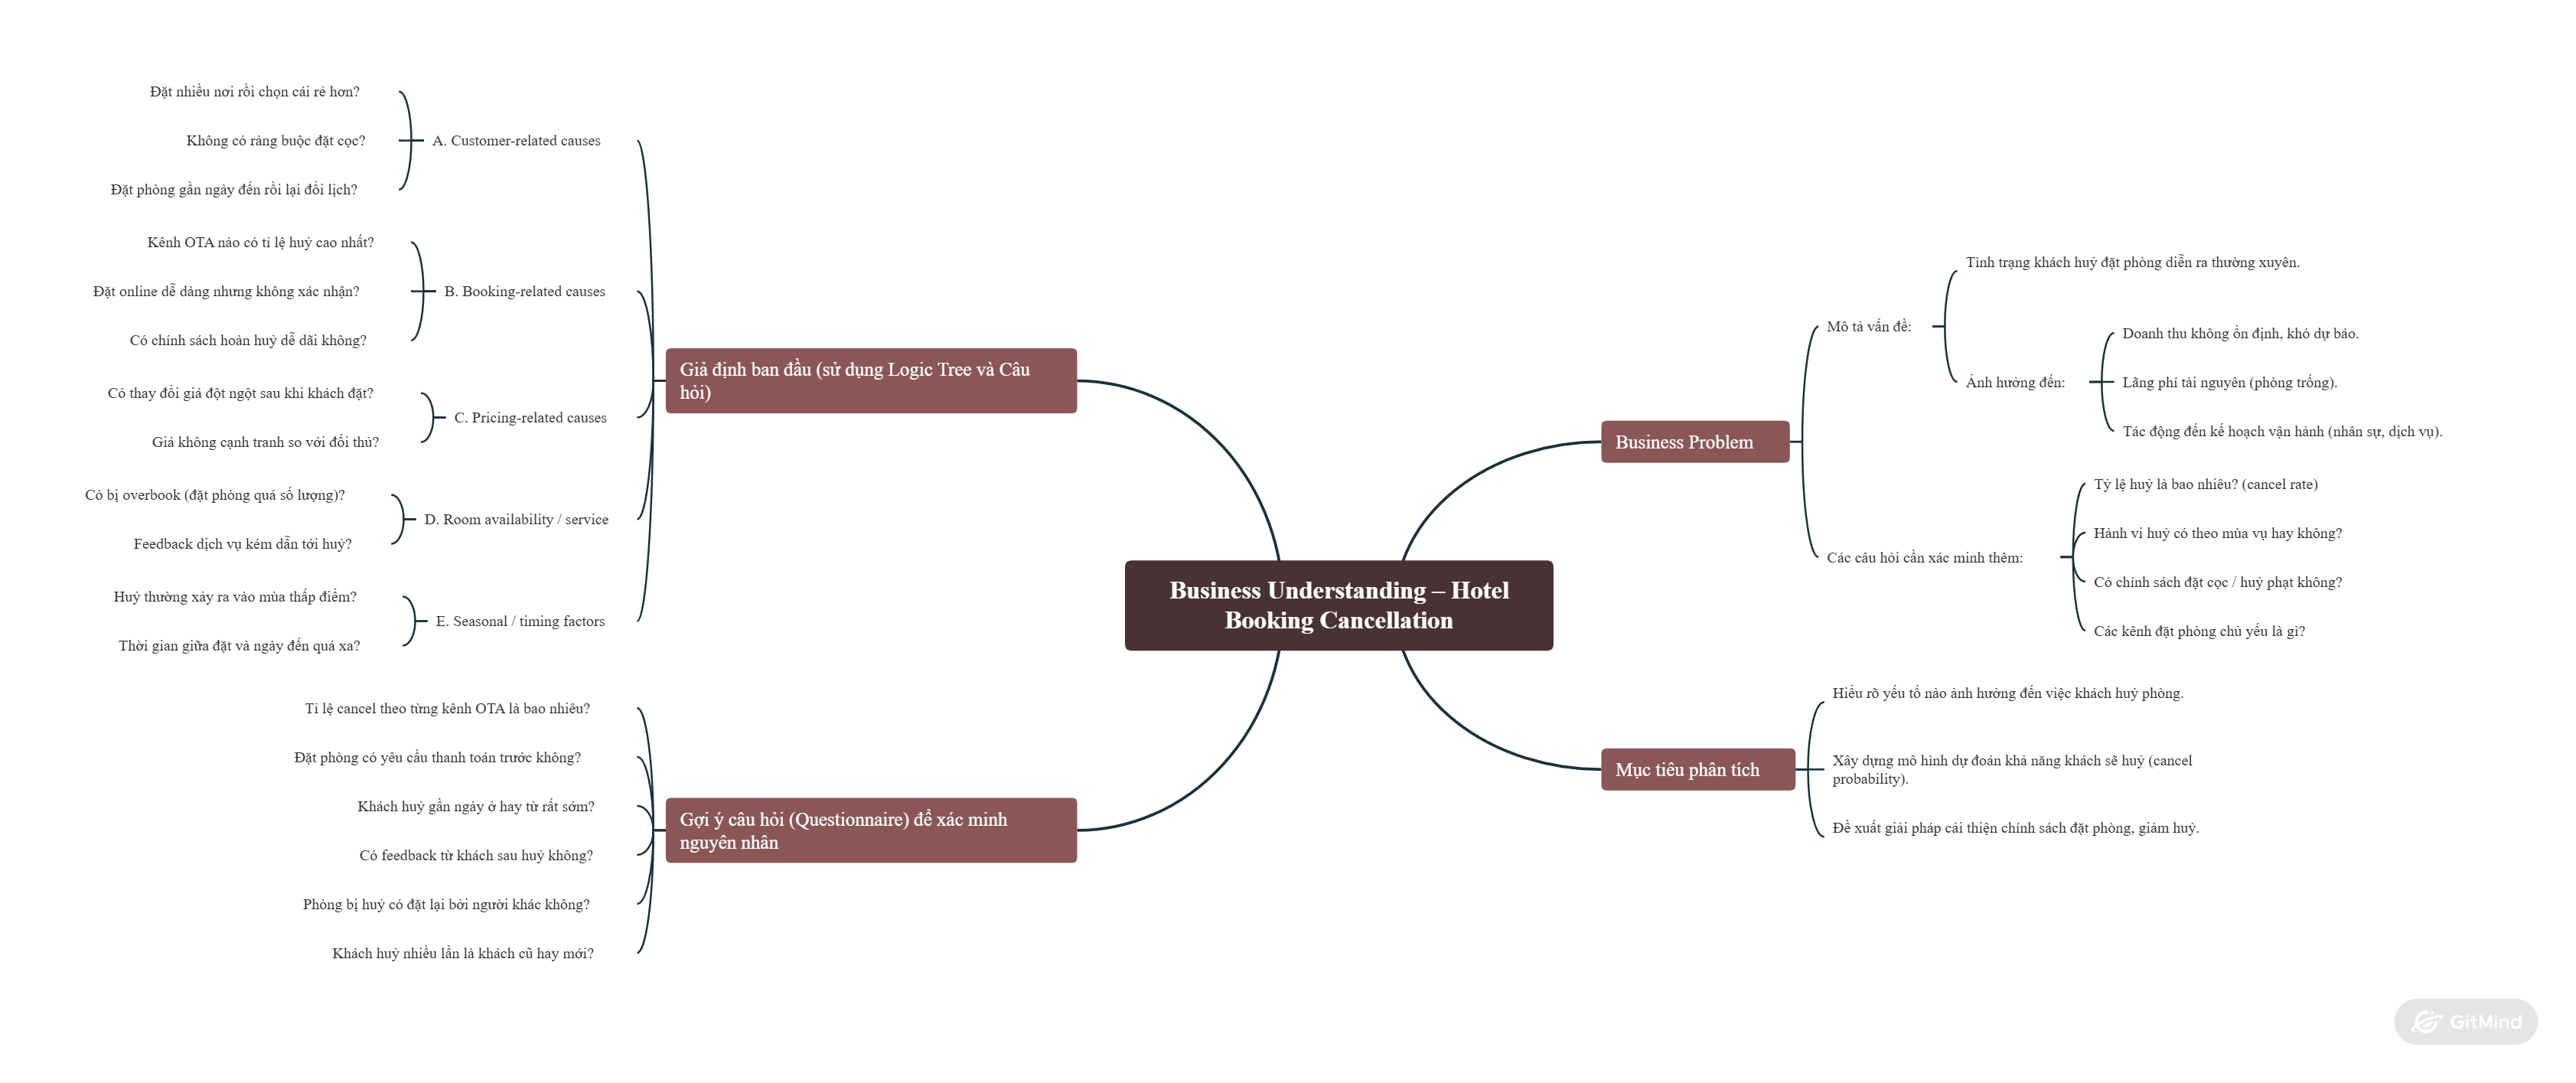 Business Understanding – Hotel
Booking Cancellation
Business Problem
Mô tả vấn đề:
Tình trạng khách huỷ đặt phòng diễn ra thường xuyên.
Ảnh hưởng đến:
Doanh thu không ổn định, khó dự báo.
Lãng phí tài nguyên (phòng trống).
Tác động đến kế hoạch vận hành (nhân sự, dịch vụ).
Các câu hỏi cần xác minh thêm:
Tỷ lệ huỷ là bao nhiêu? (cancel rate)
Hành vi huỷ có theo mùa vụ hay không?
Có chính sách đặt cọc / huỷ phạt không?
Các kênh đặt phòng chủ yếu là gì?
Mục tiêu phân tích
Hiểu rõ yếu tố nào ảnh hưởng đến việc khách huỷ phòng.
Xây dựng mô hình dự đoán khả năng khách sẽ huỷ (cancel
probability).
Đề xuất giải pháp cải thiện chính sách đặt phòng, giảm huỷ.
Giả định ban đầu (sử dụng Logic Tree và Câu
hỏi)
A. Customer-related causes
Đặt nhiều nơi rồi chọn cái rẻ hơn?
Không có ràng buộc đặt cọc?
Đặt phòng gần ngày đến rồi lại đổi lịch?
B. Booking-related causes
Kênh OTA nào có tỉ lệ huỷ cao nhất?
Đặt online dễ dàng nhưng không xác nhận?
Có chính sách hoàn huỷ dễ dãi không?
C. Pricing-related causes
Có thay đổi giá đột ngột sau khi khách đặt?
Giá không cạnh tranh so với đối thủ?
D. Room availability / service
Có bị overbook (đặt phòng quá số lượng)?
Feedback dịch vụ kém dẫn tới huỷ?
E. Seasonal / timing factors
Huỷ thường xảy ra vào mùa thấp điểm?
Thời gian giữa đặt và ngày đến quá xa?
Gợi ý câu hỏi (Questionnaire) để xác minh
nguyên nhân
Tỉ lệ cancel theo từng kênh OTA là bao nhiêu?
Đặt phòng có yêu cầu thanh toán trước không?
Khách huỷ gần ngày ở hay từ rất sớm?
Có feedback từ khách sau huỷ không?
Phòng bị huỷ có đặt lại bởi người khác không?
Khách huỷ nhiều lần là khách cũ hay mới?
GitMind